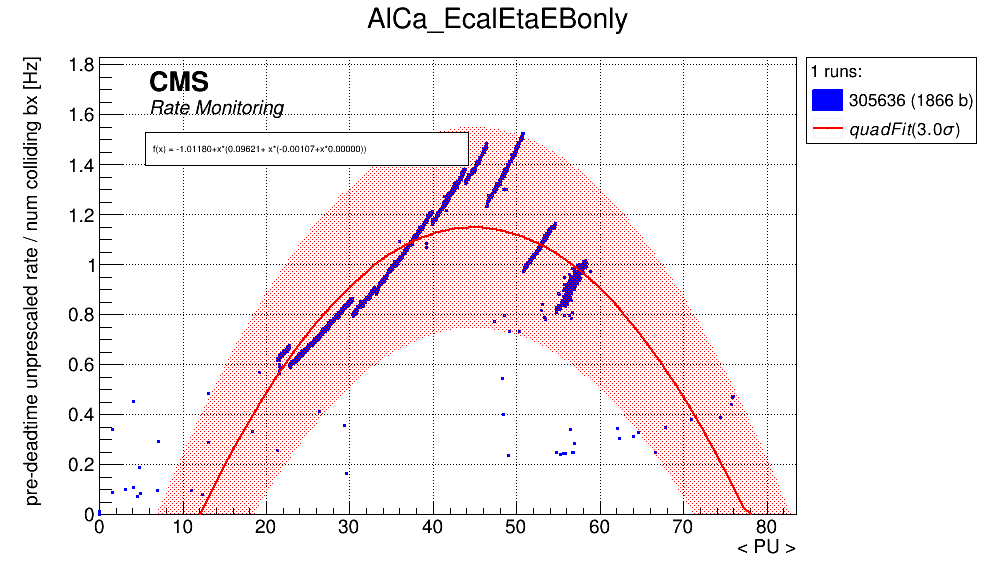 AlCa_EcalEtaEBonly
pre-deadtime unprescaled rate / num colliding bx [Hz]
CMS
Rate Monitoring
f(x) = -1.01180+x*(0.09621+ x*(-0.00107+x*0.00000))
1.8
1.6
1.4
1.2
1
0.8
0.6
0.4
0.2
0
0 10 20 30 40 50 60 70 80
< PU >
1 runs:
305636 (1866 b)
quadFit(3.0σ)